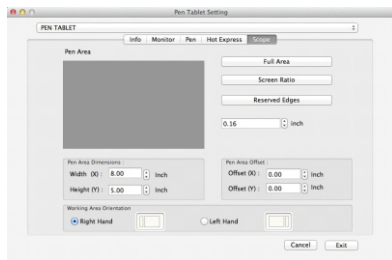 Pen Tablet Setting
PEN TABLET
Info Monitor Pen Hot Express Scope
Pen Area
Full Area
Screen Ratio
Reserved Edges
0.16 inch
Pen Area Dimensions :
Width (X) : 8.00 Inch
Height (Y) : 5.00 Inch
Pen Area Offset :
Offset (X) : 0.00 Inch
Offset (Y) : 0.00 Inch
Working Area Orientation
Right Hand Left Hand
Cancel Exit